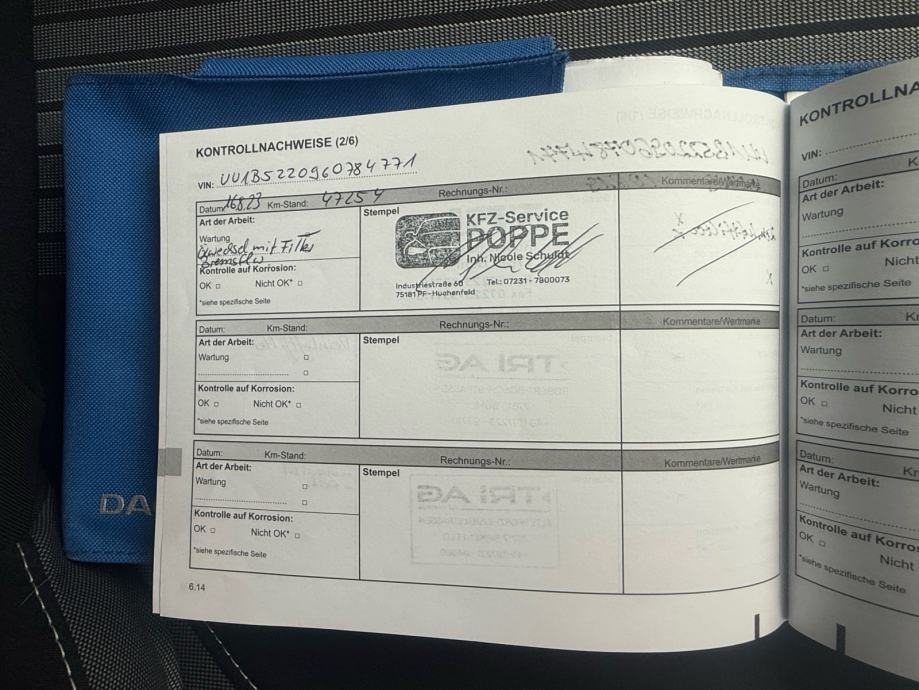 KONTROLLNACHWEISE (2/6)
VIN: UU1B5220960784771
Datum: 16.8.23 Km-Stand: 47254 Rechnungs-Nr.: Kommentare/Wertmarke
Art der Arbeit:
Wartung
Ölwechsel mit Filter
Kontrolle auf Korrosion:
OK Nicht OK*
*siehe spezifische Seite
Stempel
KFZ-Service
POPPE
Inh. Nicole Schuldt
Industriestraße 60 Tel.: 07231 - 7800073
75181 PF-Huchenfeld
Datum: Km-Stand: Rechnungs-Nr.: Kommentare/Wertmarke
Art der Arbeit:
Wartung
Kontrolle auf Korrosion:
OK Nicht OK*
*siehe spezifische Seite
Stempel
Datum: Km-Stand: Rechnungs-Nr.: Kommentare/Wertmarke
Art der Arbeit:
Wartung
Kontrolle auf Korrosion:
OK Nicht OK*
*siehe spezifische Seite
Stempel
6.14
DA
KONTROLLNA
VIN:
Datum:
Art der Arbeit:
Wartung
Kontrolle auf Korro
OK Nicht
*siehe spezifische Seite
Datum:
Art der Arbeit:
Wartung
Kontrolle auf Korro
OK Nicht
*siehe spezifische Seite
Datum:
Art der Arbeit:
Wartung
Kontrolle auf Korros
OK Nicht
*siehe spezifische Seite